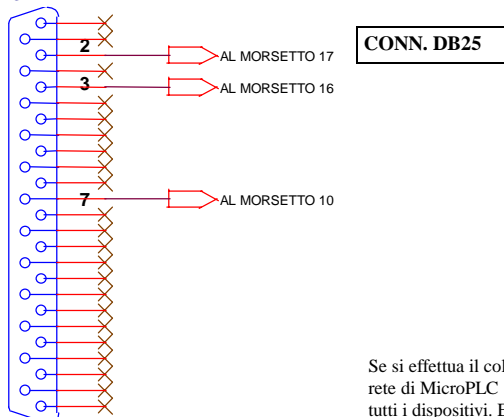 CONN. DB25
2
AL MORSETTO 17
3
AL MORSETTO 16
7
AL MORSETTO 10
Se si effettua il
rete di MicroPLC
tutti i dispositivi.